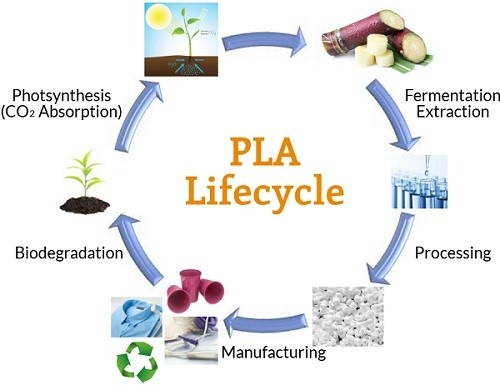 Photosynthesis
(CO₂ Absorption)
Fermentation
Extraction
PLA
Lifecycle
Biodegradation
Processing
Manufacturing